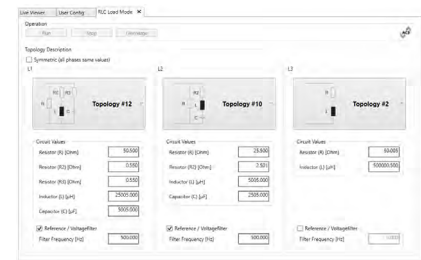 Live Viewer User Config RLC Load Mode
Operation
Run Stop Discharge
Topology Description
Symmetric (all phases same values)
L1 L2 L3
Topology #12 Topology #10 Topology #2
Circuit Values Circuit Values Circuit Values
Resistor (R) [Ohm] 50.500 Resistor (R) [Ohm] 25.500 Resistor (R) [Ohm] 50.005
Resistor (R2) [Ohm] 0.550 Resistor (R2) [Ohm] 2.501 Inductor (L) [µH] 500000.500
Resistor (R3) [Ohm] 0.550 Inductor (L) [µH] 5005.000
Inductor (L) [µH] 25005.000 Capacitor (C) [µF] 2505.000
Capacitor (C) [µF] 5005.000
Reference / Voltagefilter Reference / Voltagefilter Reference / Voltagefilter
Filter Frequency [Hz] 500.000 Filter Frequency [Hz] 500.000 Filter Frequency [Hz]